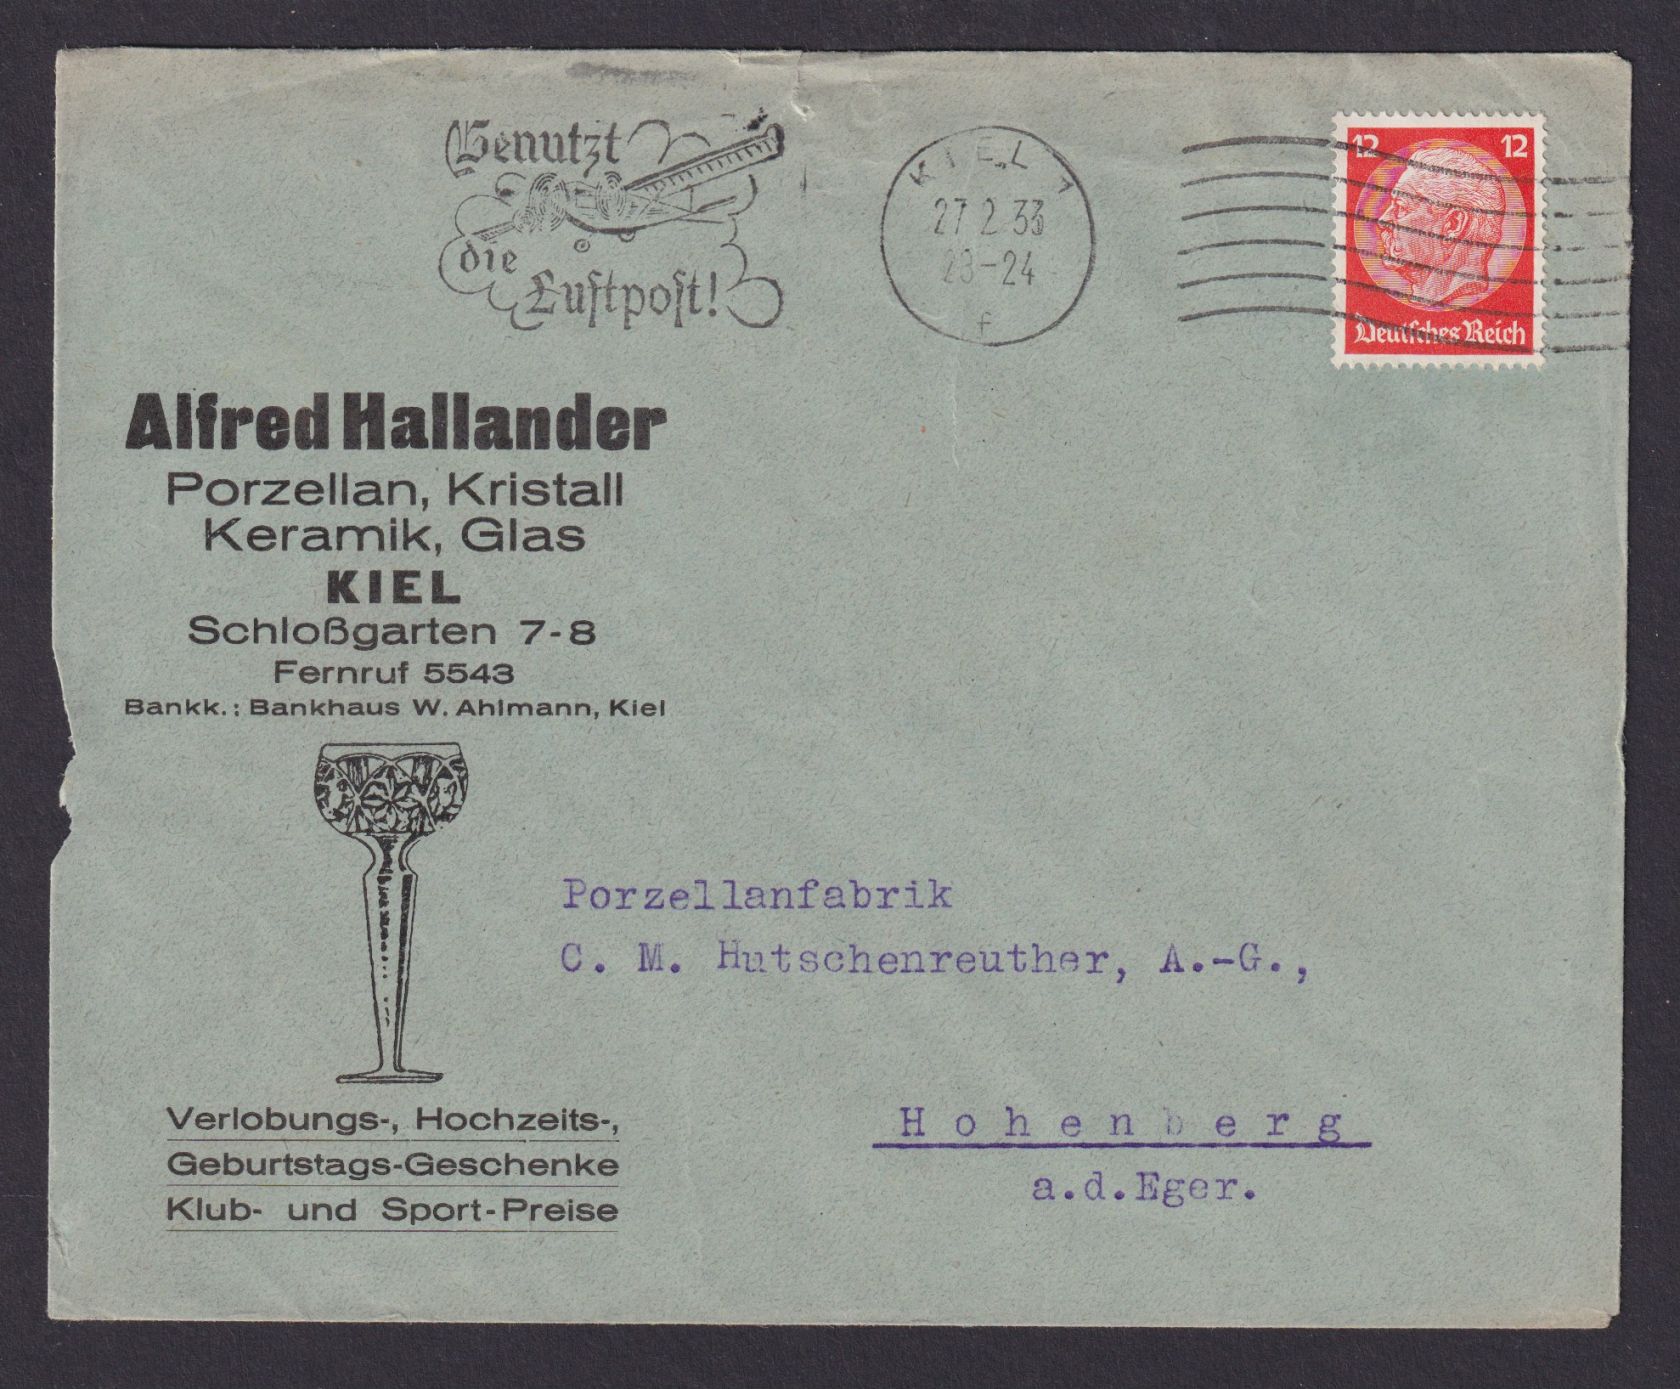 Benutzt
die
Luftpost!
KIEL 1
27.2.33
23-24
f
12 12
Deutsches Reich
Alfred Hallander
Porzellan, Kristall
Keramik, Glas
KIEL
Schloßgarten 7-8
Fernruf 5543
Bankk.: Bankhaus W. Ahlmann, Kiel
Porzellanfabrik
C. M. Hutschenreuther, A.-G.,
Hohenberg
a.d.Eger.
Verlobungs-, Hochzeits-,
Geburtstags-Geschenke
Klub- und Sport-Preise